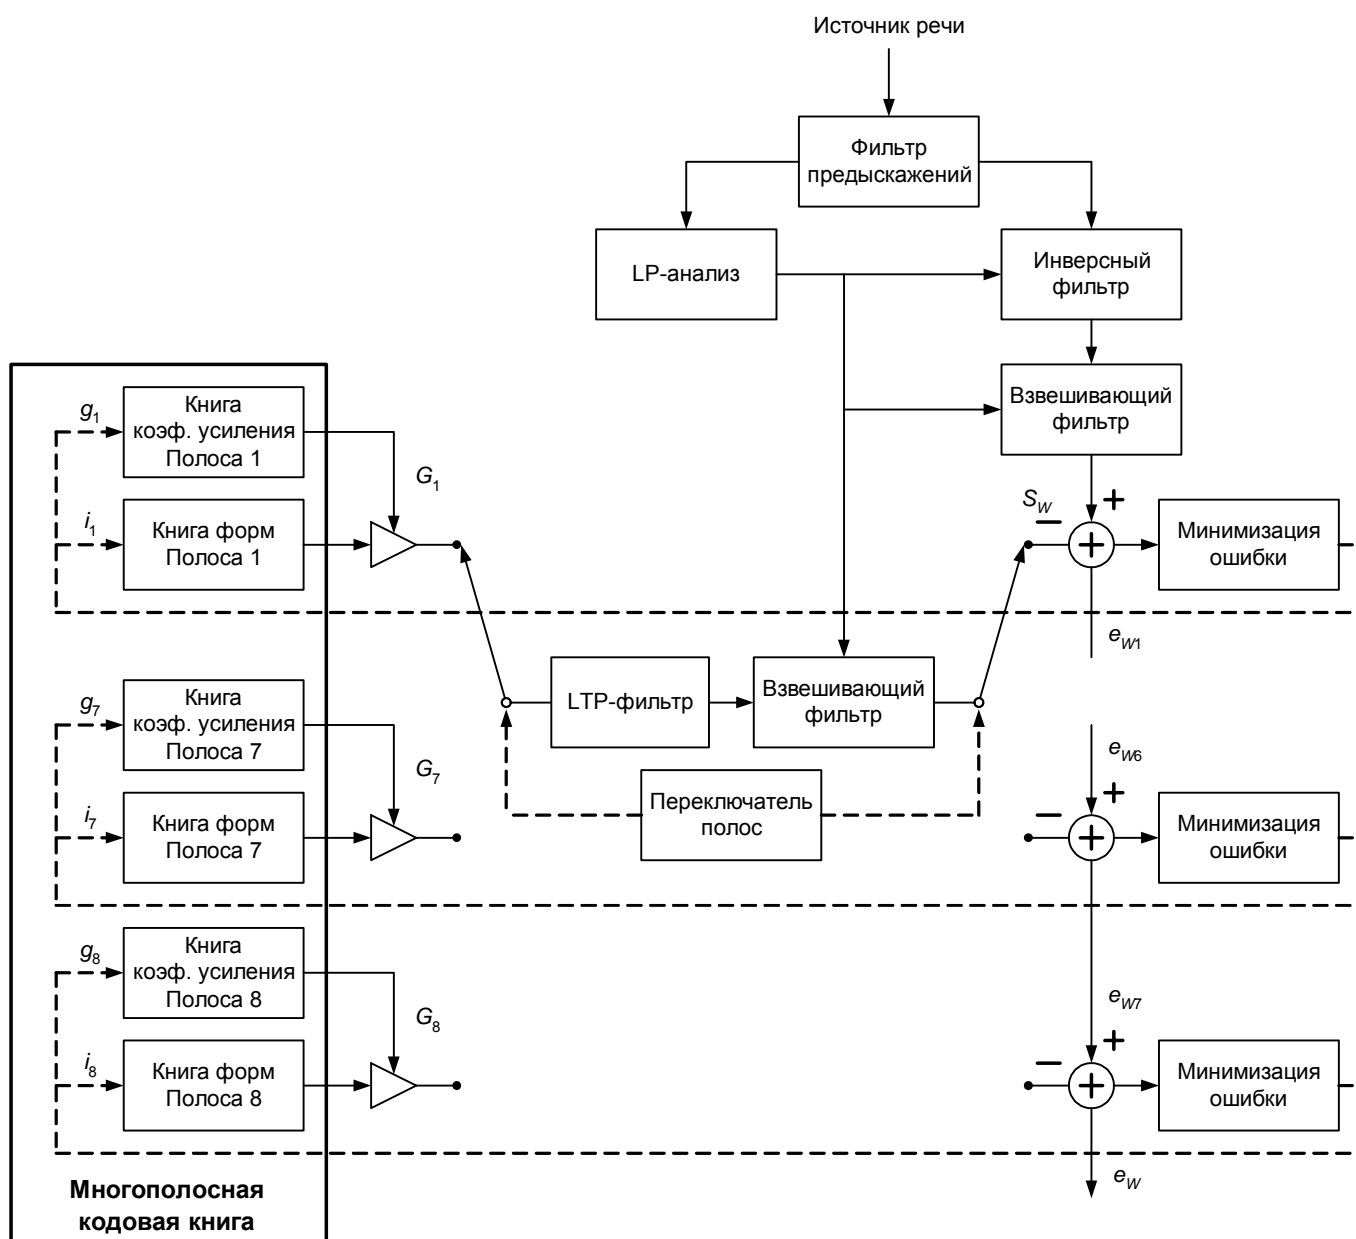 Источник речи
Фильтр
предыскажений
LP-анализ
Инверсный
фильтр
Взвешивающий
фильтр
g1
Книга
коэф. усиления
Полоса 1
G1
i1
Книга форм
Полоса 1
SW
+
−
+
Минимизация
ошибки
eW1
LTP-фильтр
Взвешивающий
фильтр
Переключатель
полос
g7
Книга
коэф. усиления
Полоса 7
G7
i7
Книга форм
Полоса 7
eW6
+
−
+
Минимизация
ошибки
g8
Книга
коэф. усиления
Полоса 8
G8
i8
Книга форм
Полоса 8
eW7
+
−
+
Минимизация
ошибки
eW
Многополосная
кодовая книга